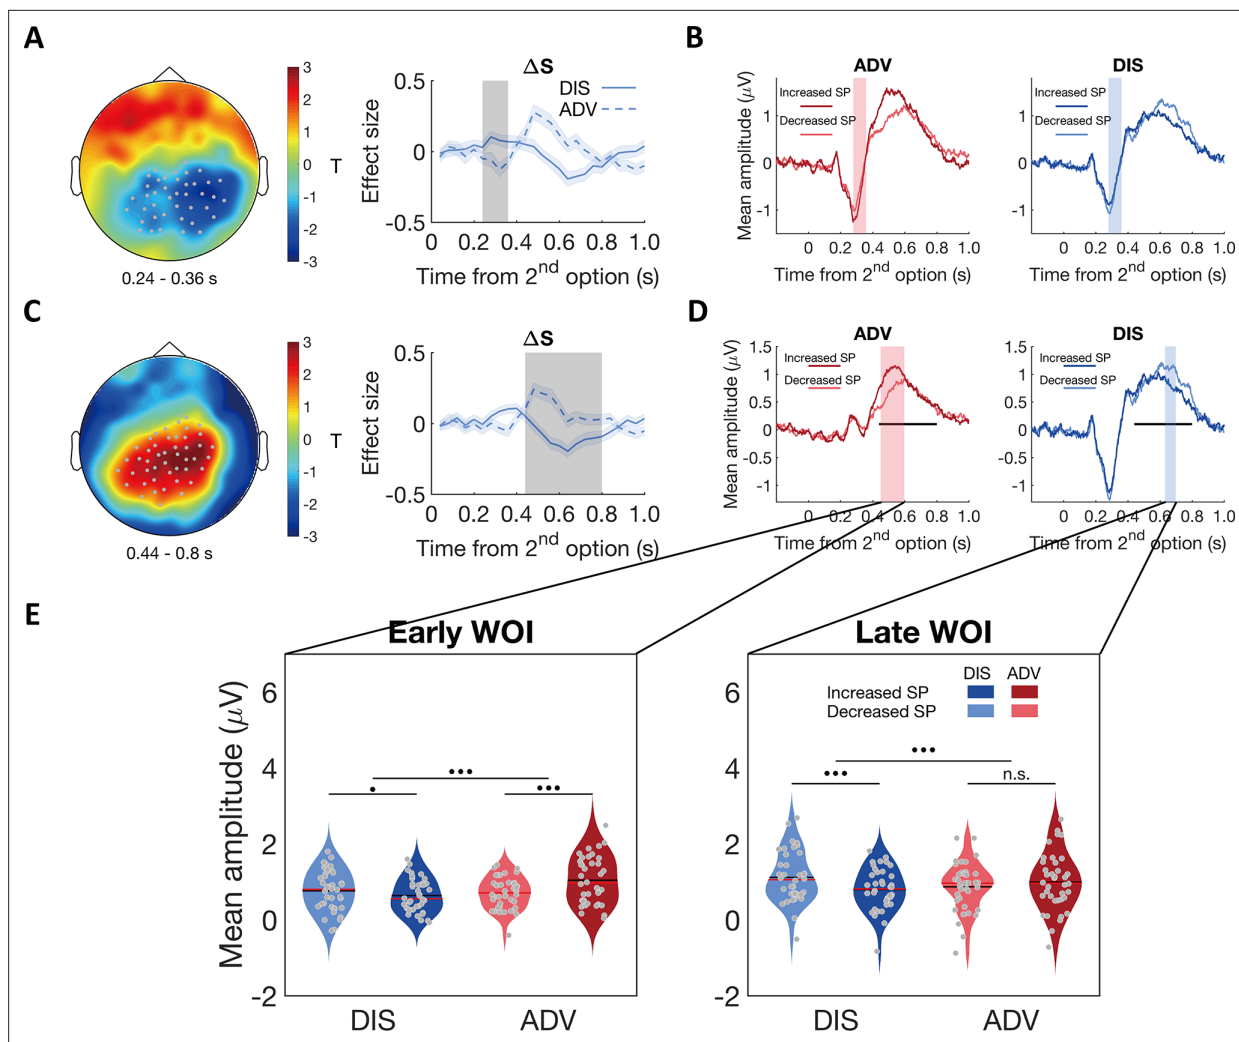 A
3
2
1
0
-1
-2
-3
T
0.24 - 0.36 s
ΔS
DIS
ADV
0.5
0
-0.5
Effect size
0 0.2 0.4 0.6 0.8 1.0
Time from 2nd option (s)
B
ADV
Increased SP
Decreased SP
1
0
-1
Mean amplitude (μV)
0 0.2 0.4 0.6 0.8 1.0
Time from 2nd option (s)
DIS
Increased SP
Decreased SP
1
0
-1
0 0.2 0.4 0.6 0.8 1.0
Time from 2nd option (s)
C
3
2
1
0
-1
-2
-3
T
0.44 - 0.8 s
ΔS
0.5
0
-0.5
Effect size
0 0.2 0.4 0.6 0.8 1.0
Time from 2nd option (s)
D
ADV
Increased SP
Decreased SP
1.5
1
0.5
0
-0.5
-1
Mean amplitude (μV)
0 0.2 0.4 0.6 0.8 1.0
Time from 2nd option (s)
DIS
Increased SP
Decreased SP
1.5
1
0.5
0
-0.5
-1
0 0.2 0.4 0.6 0.8 1.0
Time from 2nd option (s)
E
Early WOI
6
4
2
0
-2
Mean amplitude (μV)
DIS ADV
Late WOI
DIS ADV
Increased SP
Decreased SP
n.s.
6
4
2
0
-2
DIS ADV